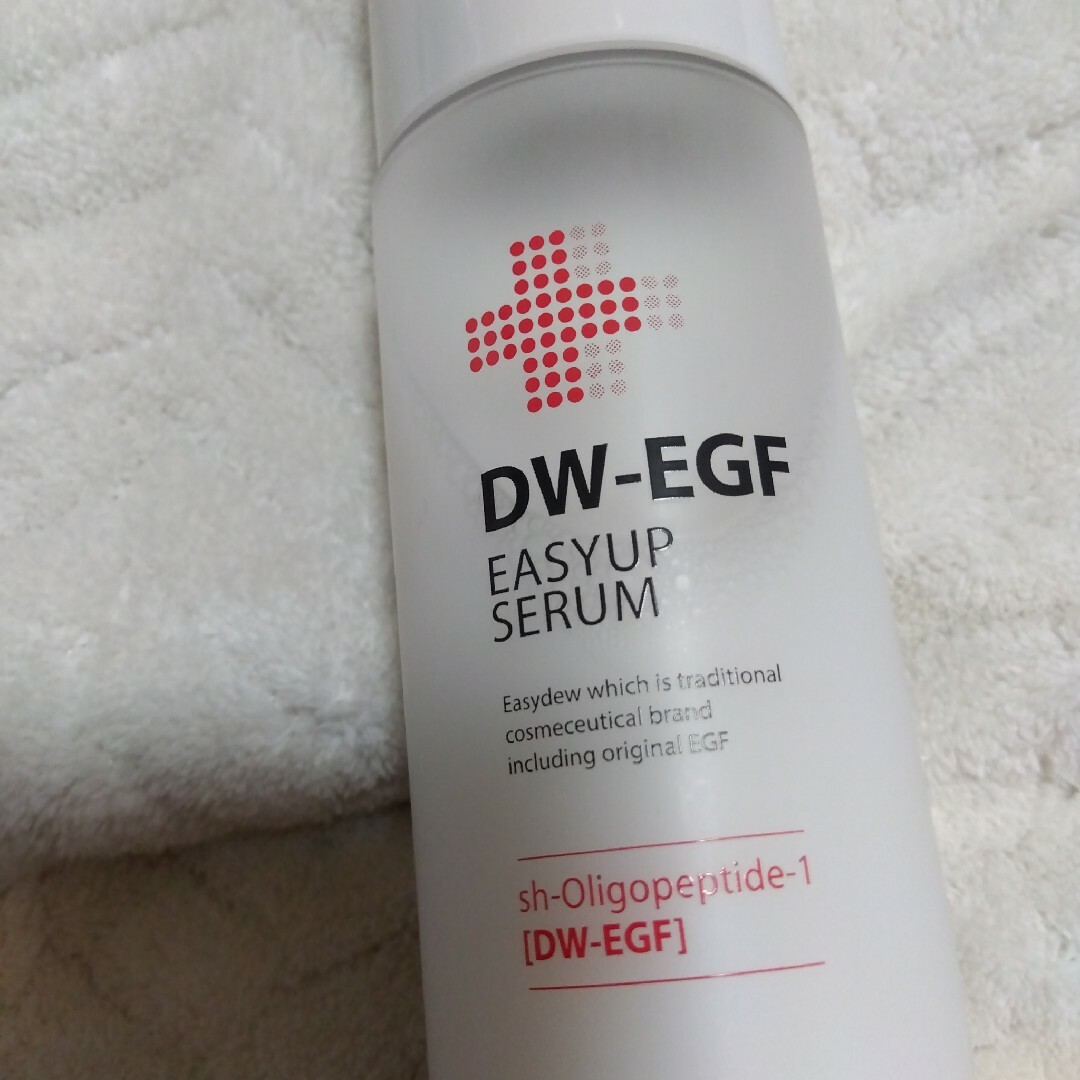 DW-EGF
EASYUP
SERUM
Easydew which is traditional
cosmeceutical brand
including original EGF
sh-Oligopeptide-1
[DW-EGF]